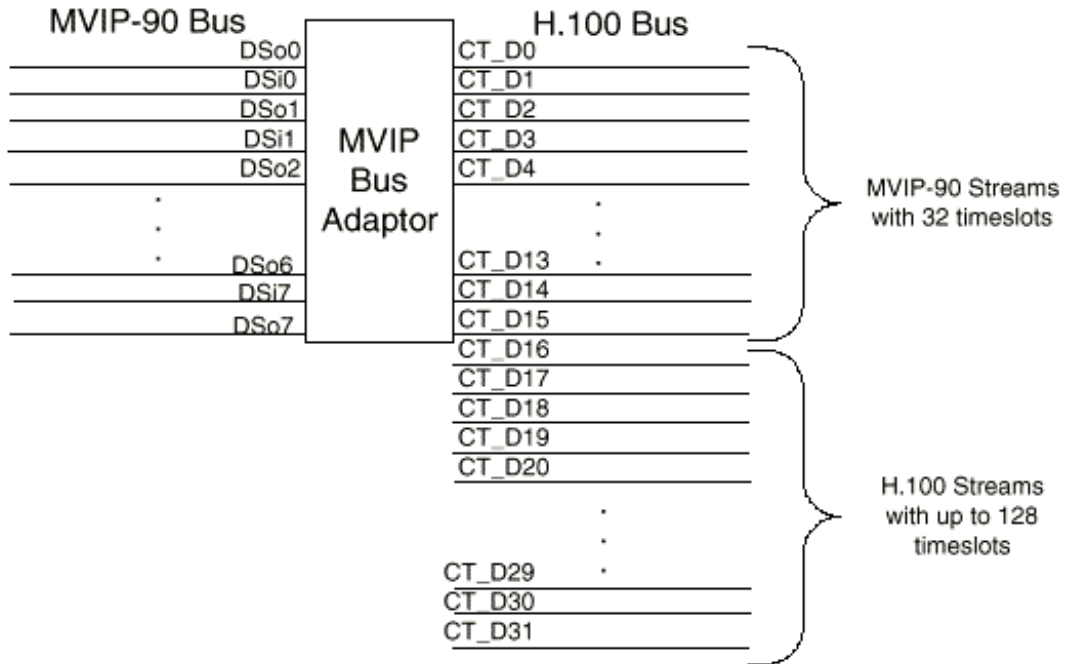 MVIP-90 Bus
H.100 Bus
DSo0
DSi0
DSo1
DSi1
DSo2
DSo6
DSi7
DSo7
MVIP
Bus
Adaptor
CT_D0
CT_D1
CT_D2
CT_D3
CT_D4
CT_D13
CT_D14
CT_D15
CT_D16
CT_D17
CT_D18
CT_D19
CT_D20
CT_D29
CT_D30
CT_D31
MVIP-90 Streams
with 32 timeslots
H.100 Streams
with up to 128
timeslots